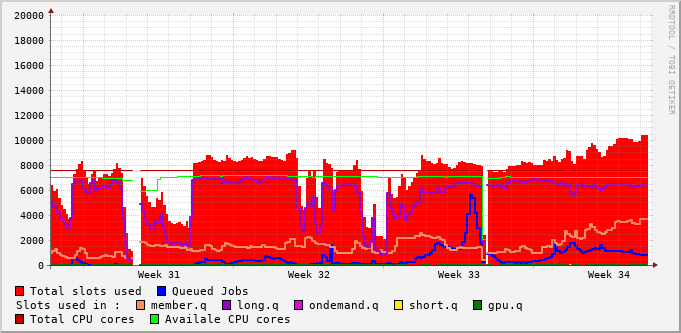 20000
18000
16000
14000
12000
10000
8000
6000
4000
2000
0
Week 31 Week 32 Week 33 Week 34
Total slots used Queued Jobs
Slots used in : member.q long.q ondemand.q short.q gpu.q
Total CPU cores Availale CPU cores
RRDTOOL / TOBI OETIKER